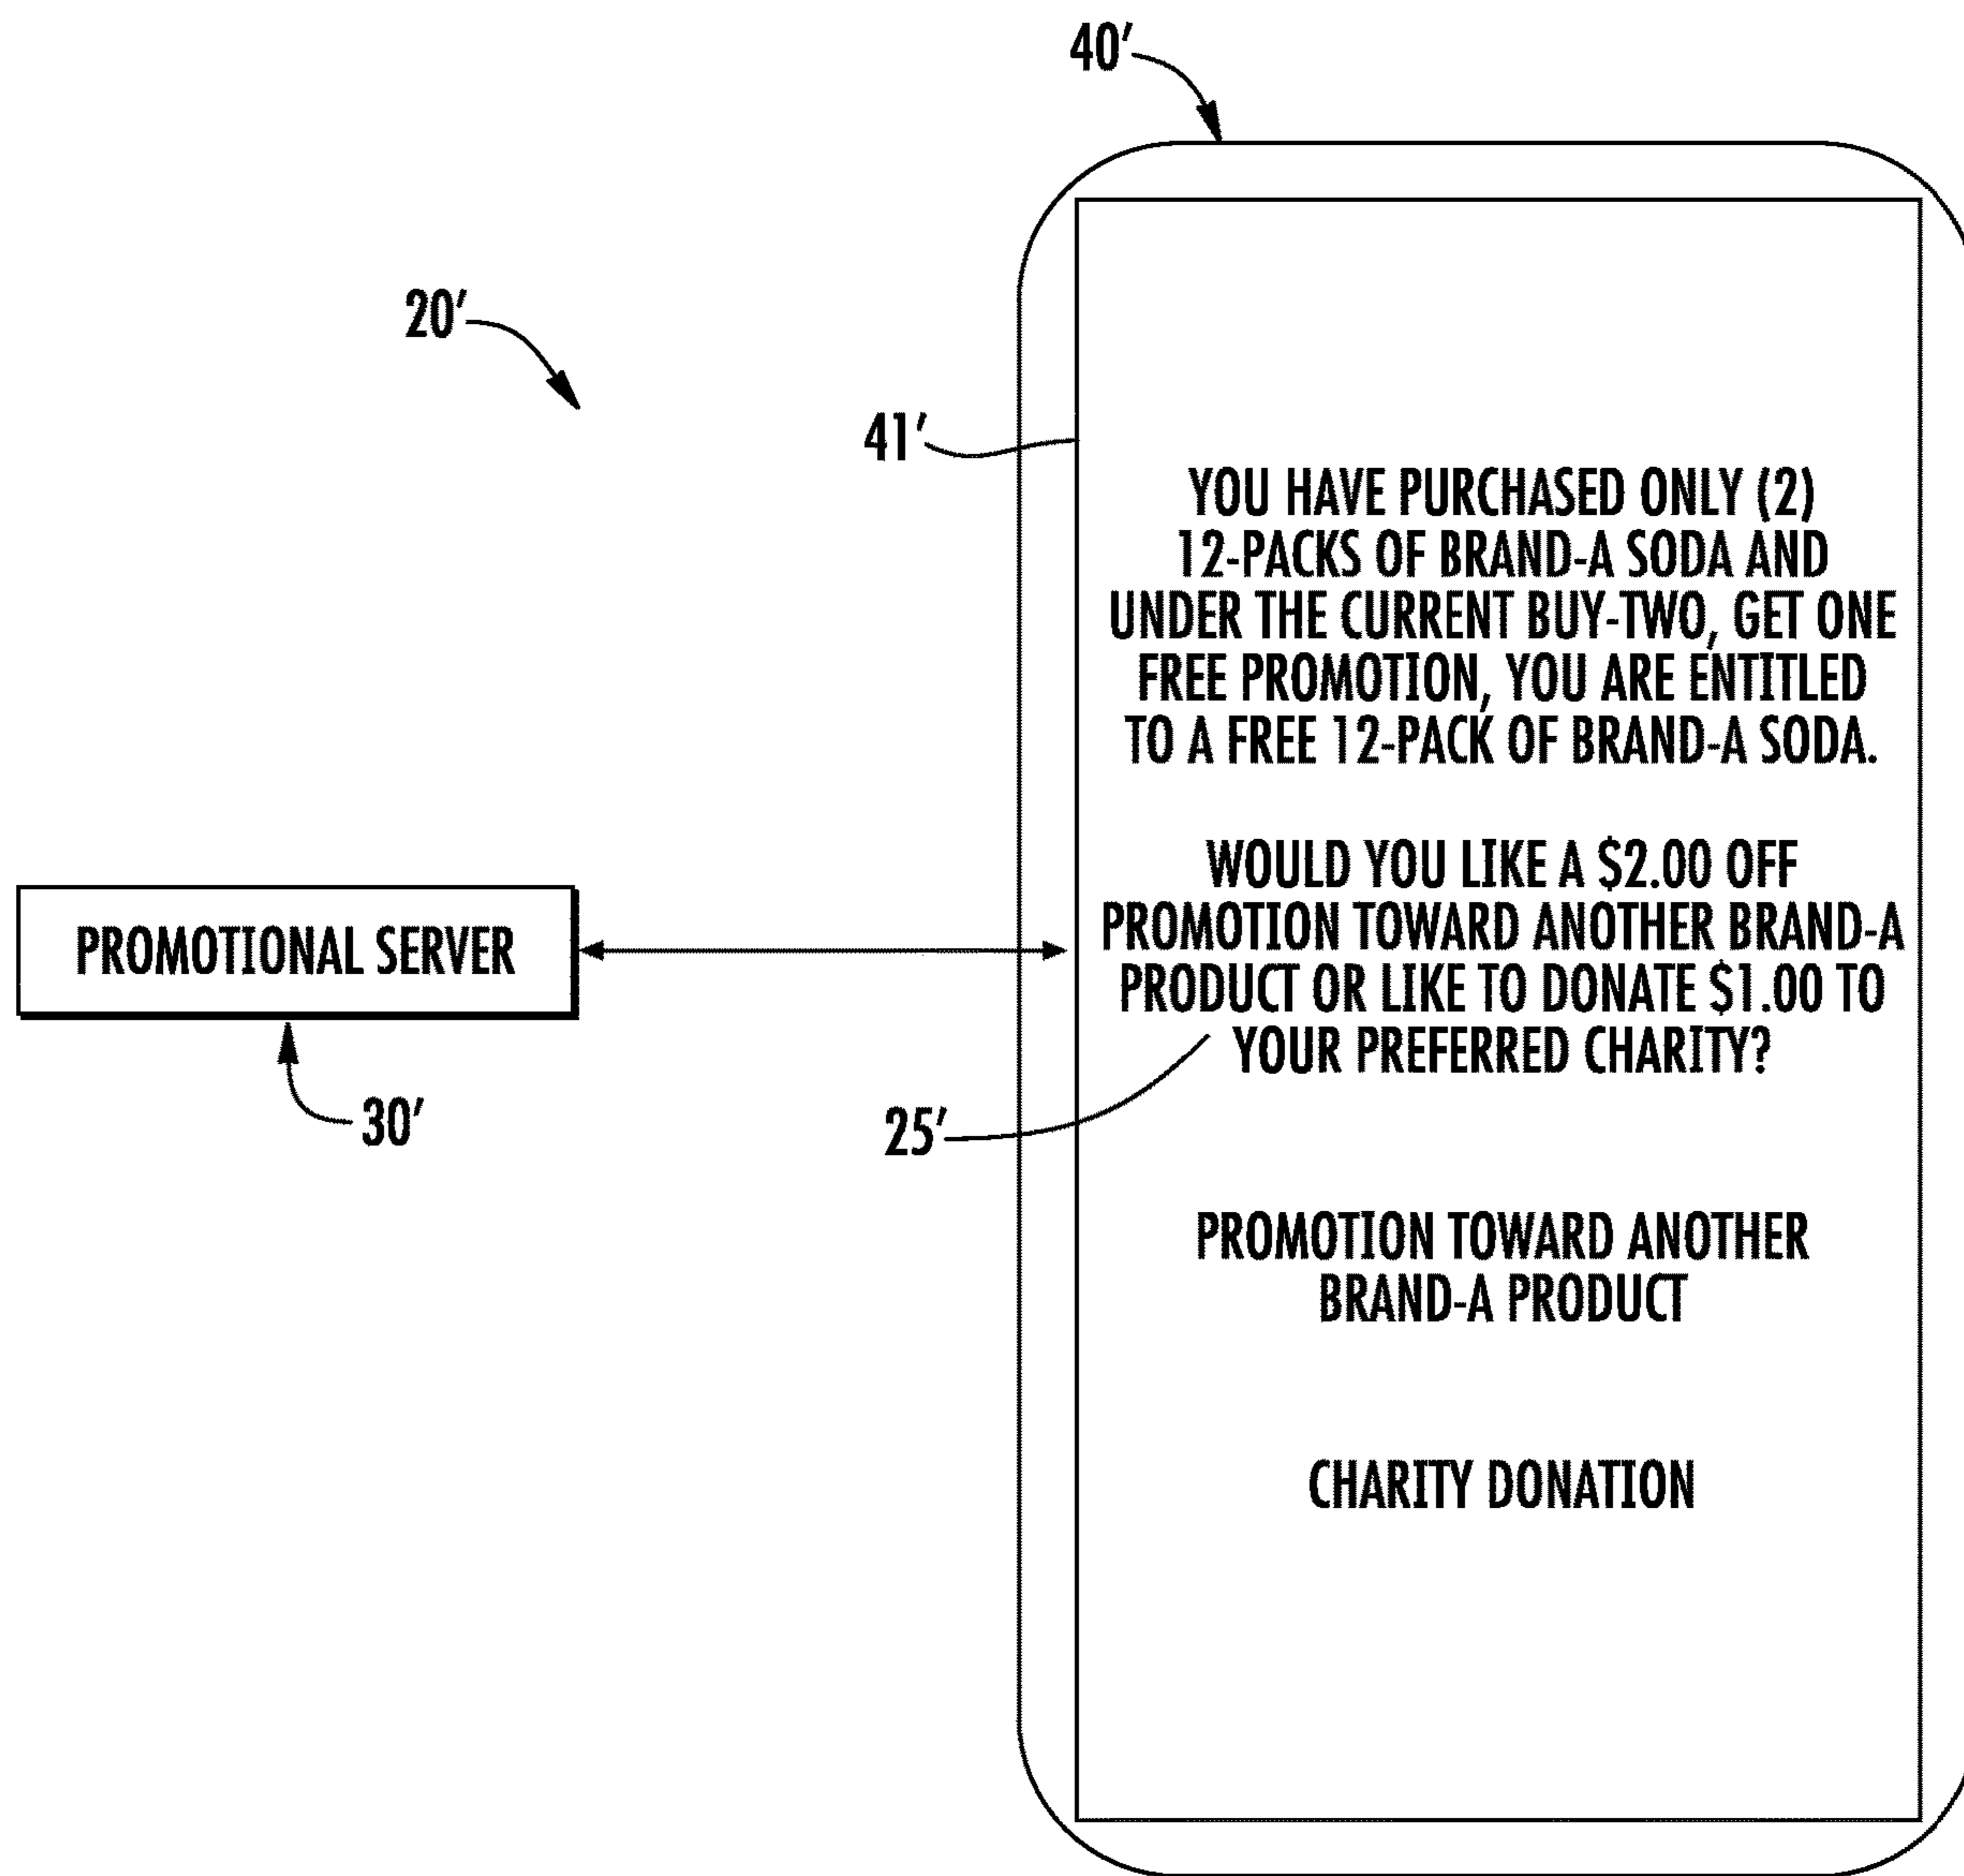 40′
20′
41′
YOU HAVE PURCHASED ONLY (2)
12-PACKS OF BRAND-A SODA AND
UNDER THE CURRENT BUY-TWO, GET ONE
FREE PROMOTION, YOU ARE ENTITLED
TO A FREE 12-PACK OF BRAND-A SODA.
WOULD YOU LIKE A $2.00 OFF
PROMOTION TOWARD ANOTHER BRAND-A
PRODUCT OR LIKE TO DONATE $1.00 TO
YOUR PREFERRED CHARITY?
PROMOTIONAL SERVER
30′
25′
PROMOTION TOWARD ANOTHER
BRAND-A PRODUCT
CHARITY DONATION